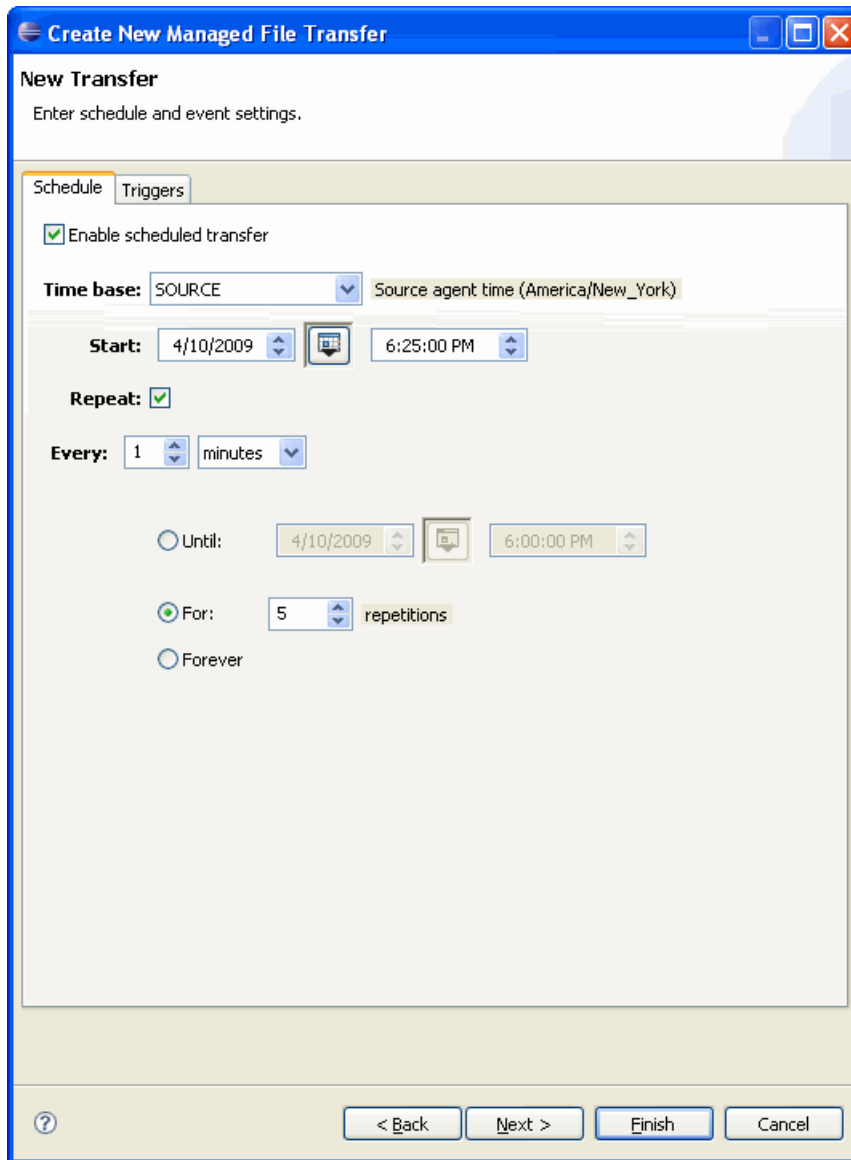 Create New Managed File Transfer
New Transfer
Enter schedule and event settings.
Schedule Triggers
Enable scheduled transfer
Time base: SOURCE Source agent time (America/New_York)
Start: 4/10/2009 6:25:00 PM
Repeat:
Every: 1 minutes
Until: 4/10/2009 6:00:00 PM
For: 5 repetitions
Forever
? < Back Next > Finish Cancel